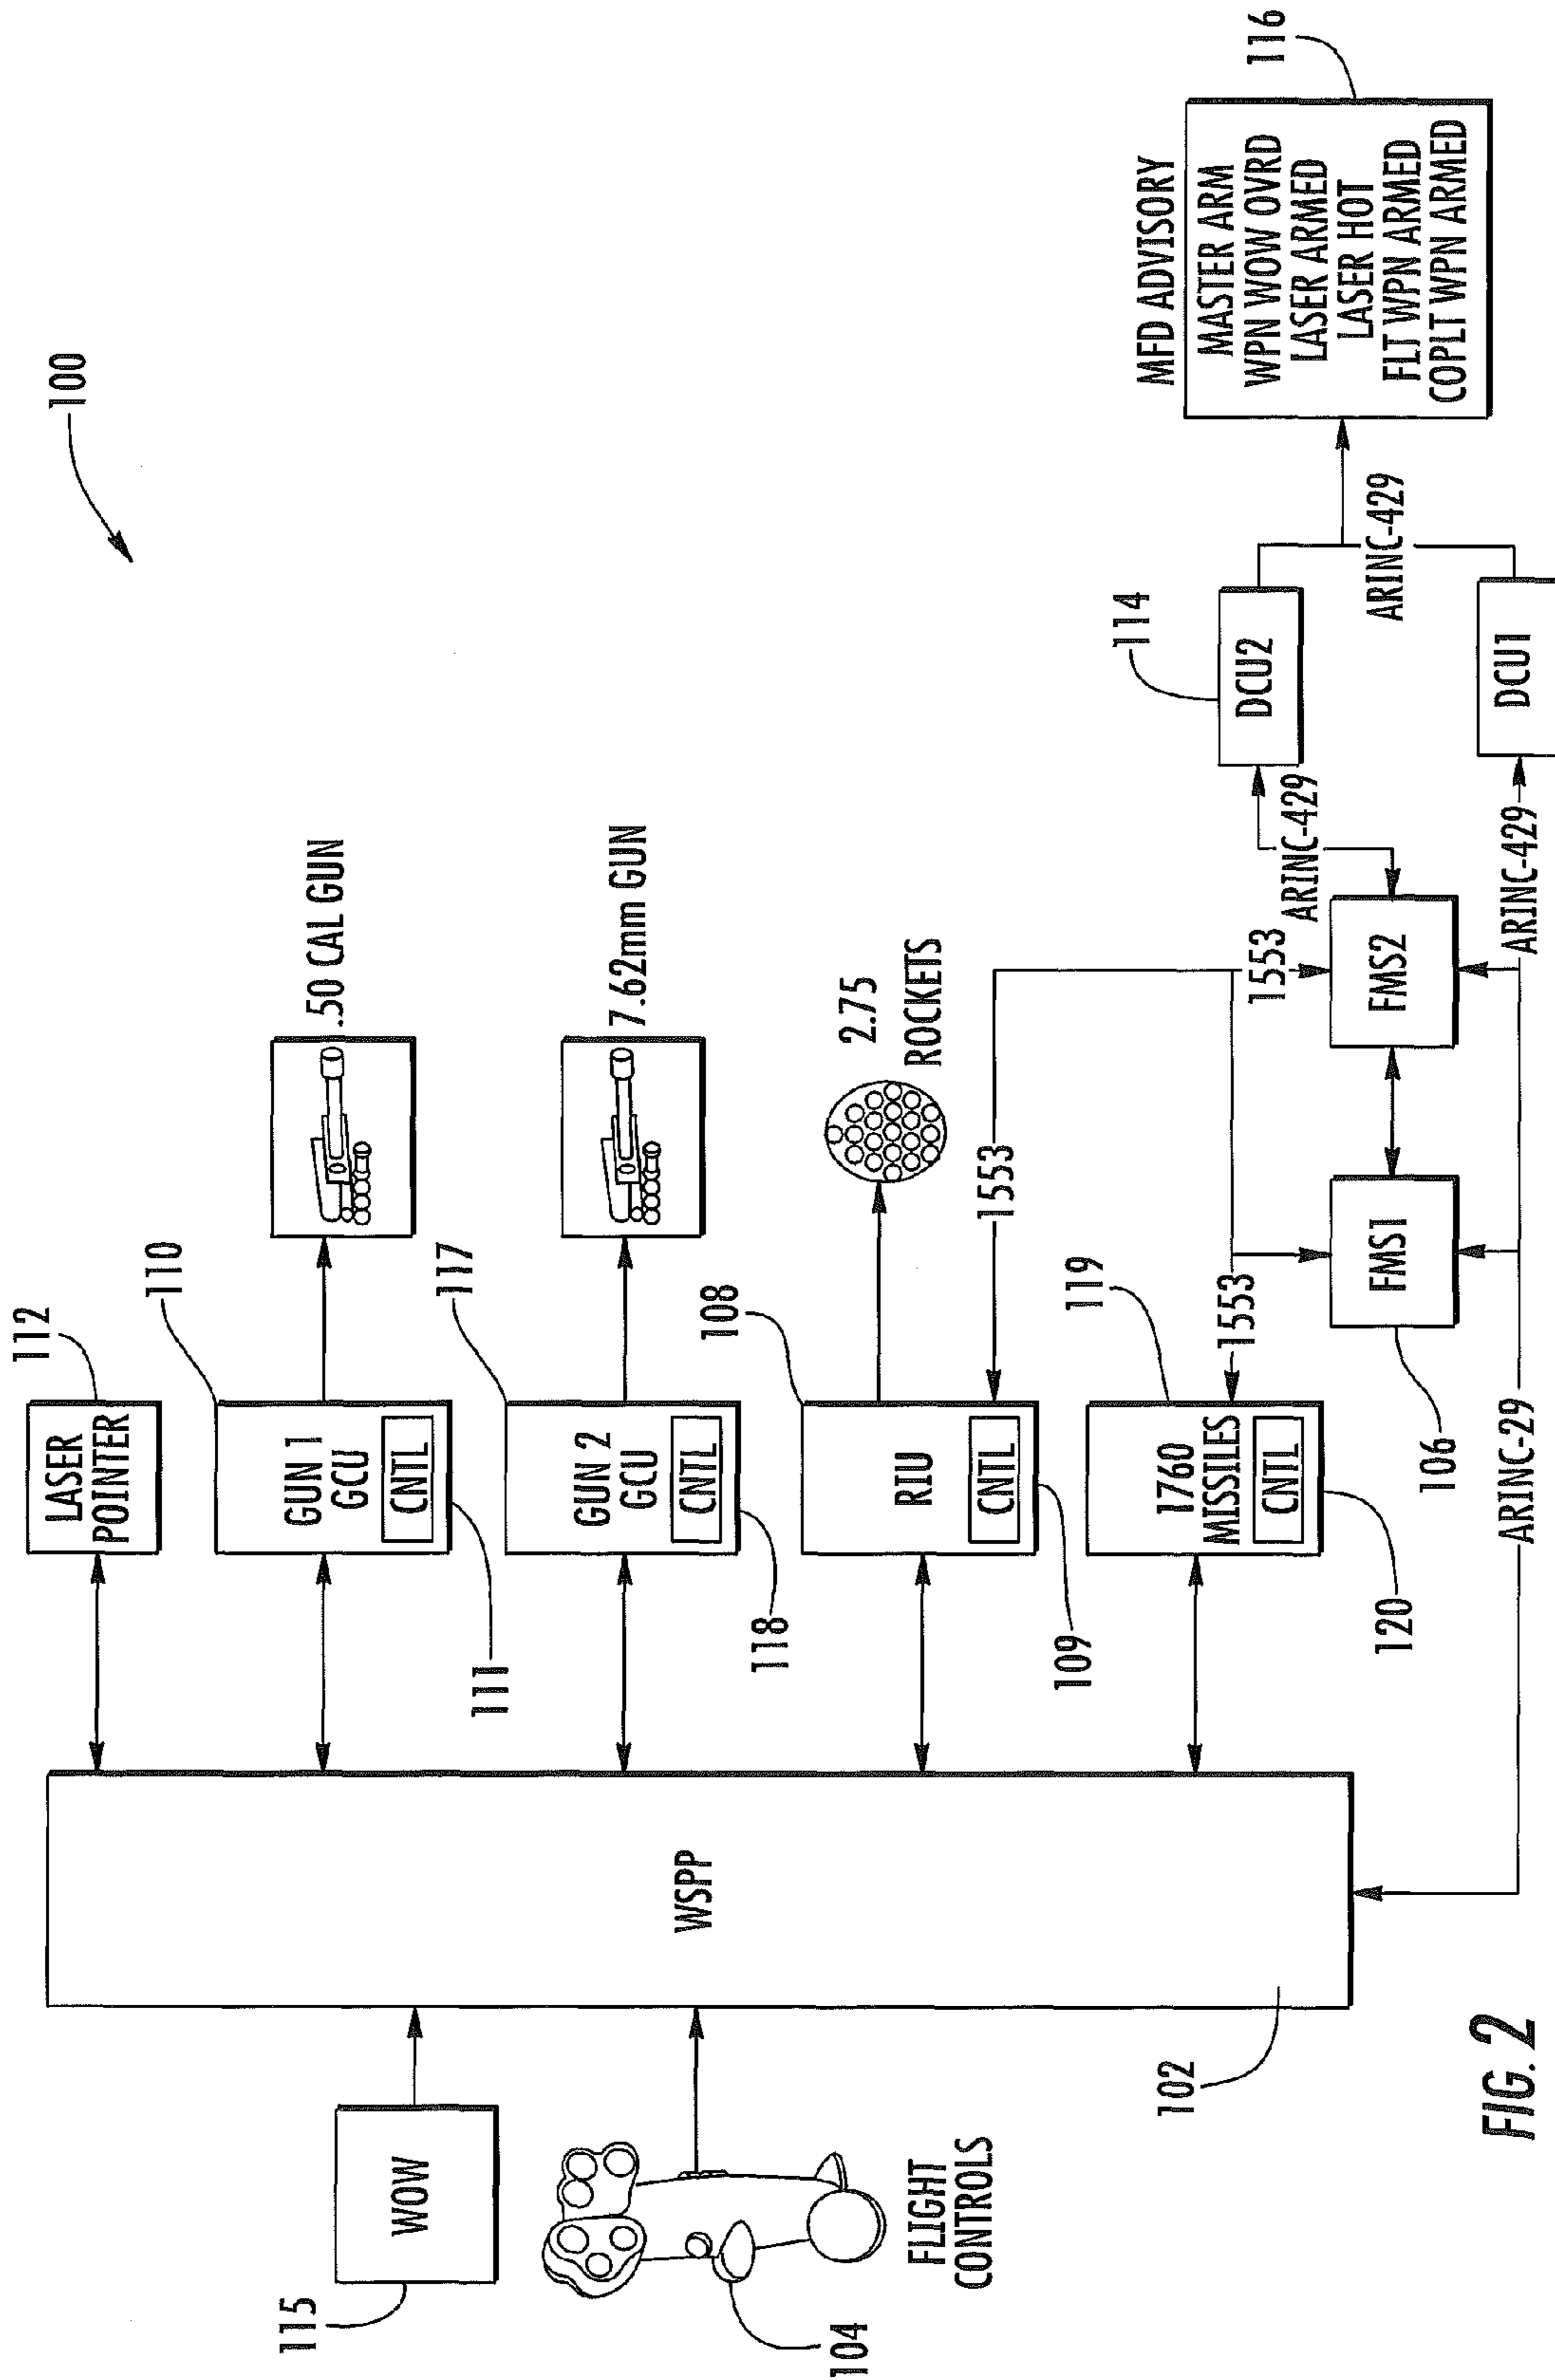 100
112
LASER
POINTER
110
GUN 1
GCU
CNTL
111
.50 CAL GUN
117
GUN 2
GCU
CNTL
118
7.62mm GUN
WOW
115
WSPP
102
FLIGHT
CONTROLS
104
108
RIU
CNTL
109
2.75
ROCKETS
1553
119
1760
MISSILES
CNTL
120
1553
1553
FMS1
106
FMS2
ARINC-429
114
DCU2
DCU1
ARINC-429
ARINC-429
ARINC-29
MFD ADVISORY
MASTER ARM
WPN WOW OVRD
LASER ARMED
LASER HOT
FLT WPN ARMED
COPLT WPN ARMED
116
FIG. 2